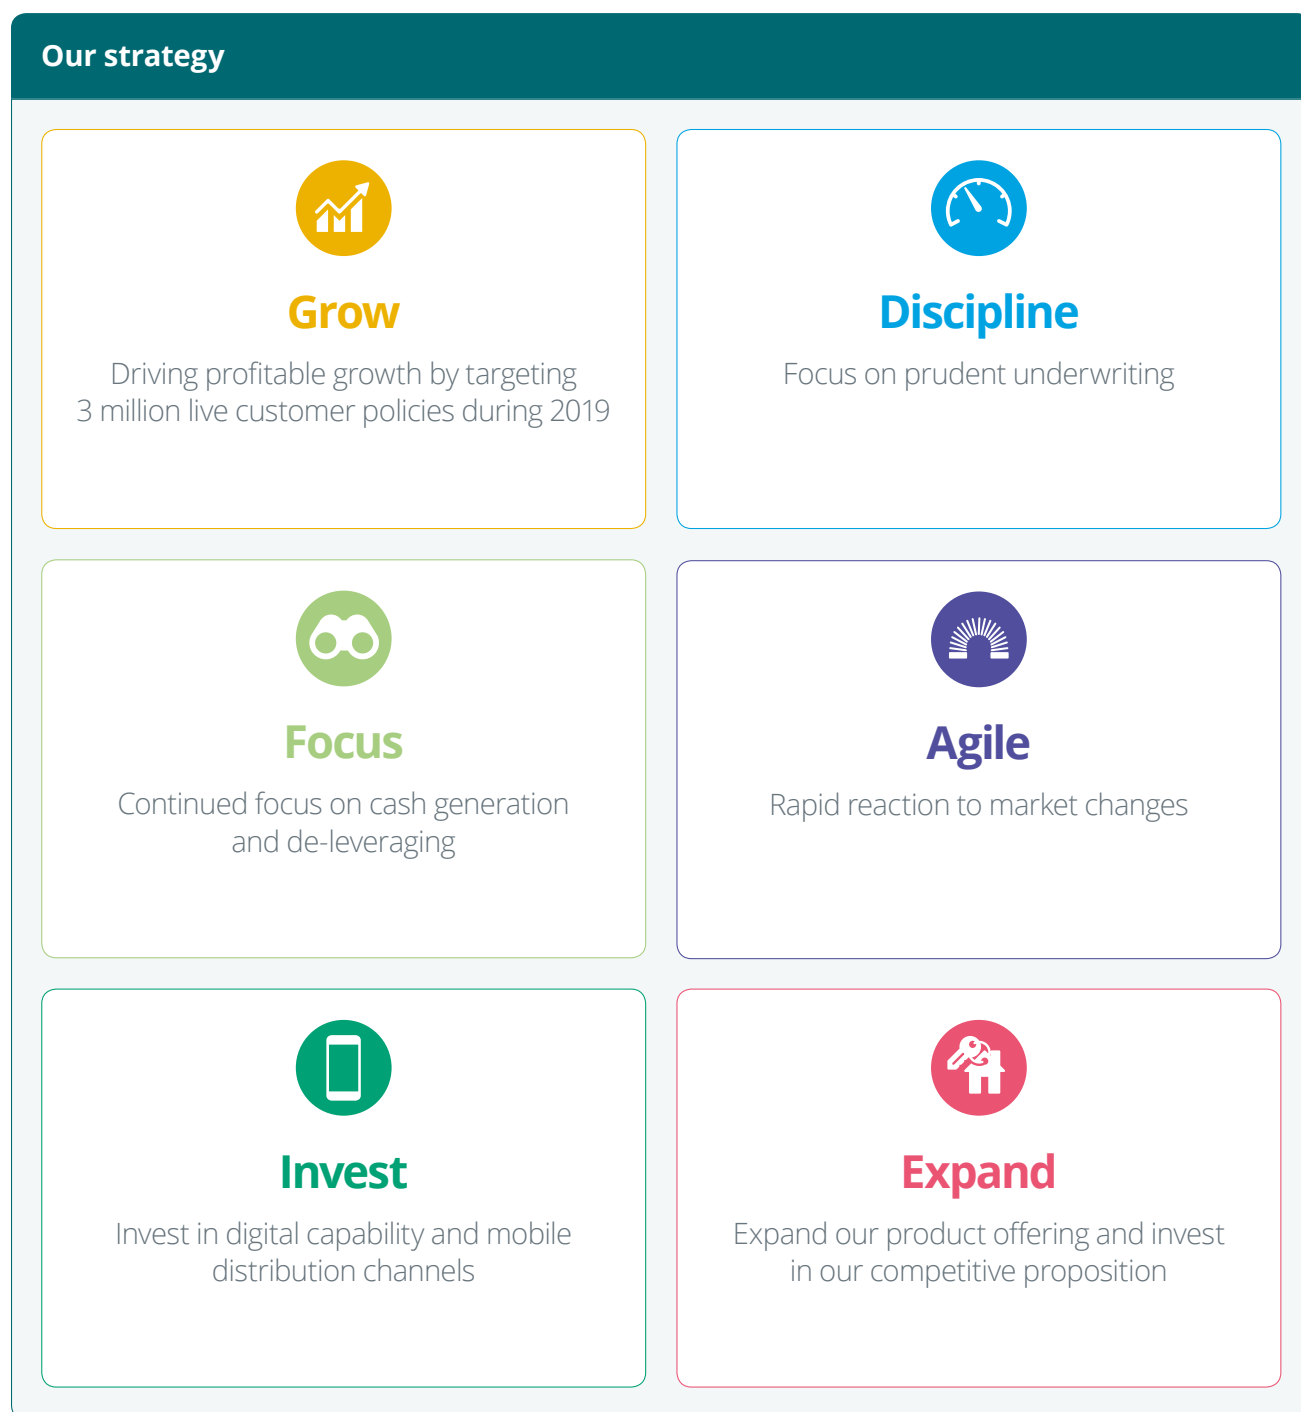 Our strategy
Grow
Driving profitable growth by targeting
3 million live customer policies during 2019
Discipline
Focus on prudent underwriting
Focus
Continued focus on cash generation
and de-leveraging
Agile
Rapid reaction to market changes
Invest
Invest in digital capability and mobile
distribution channels
Expand
Expand our product offering and invest
in our competitive proposition